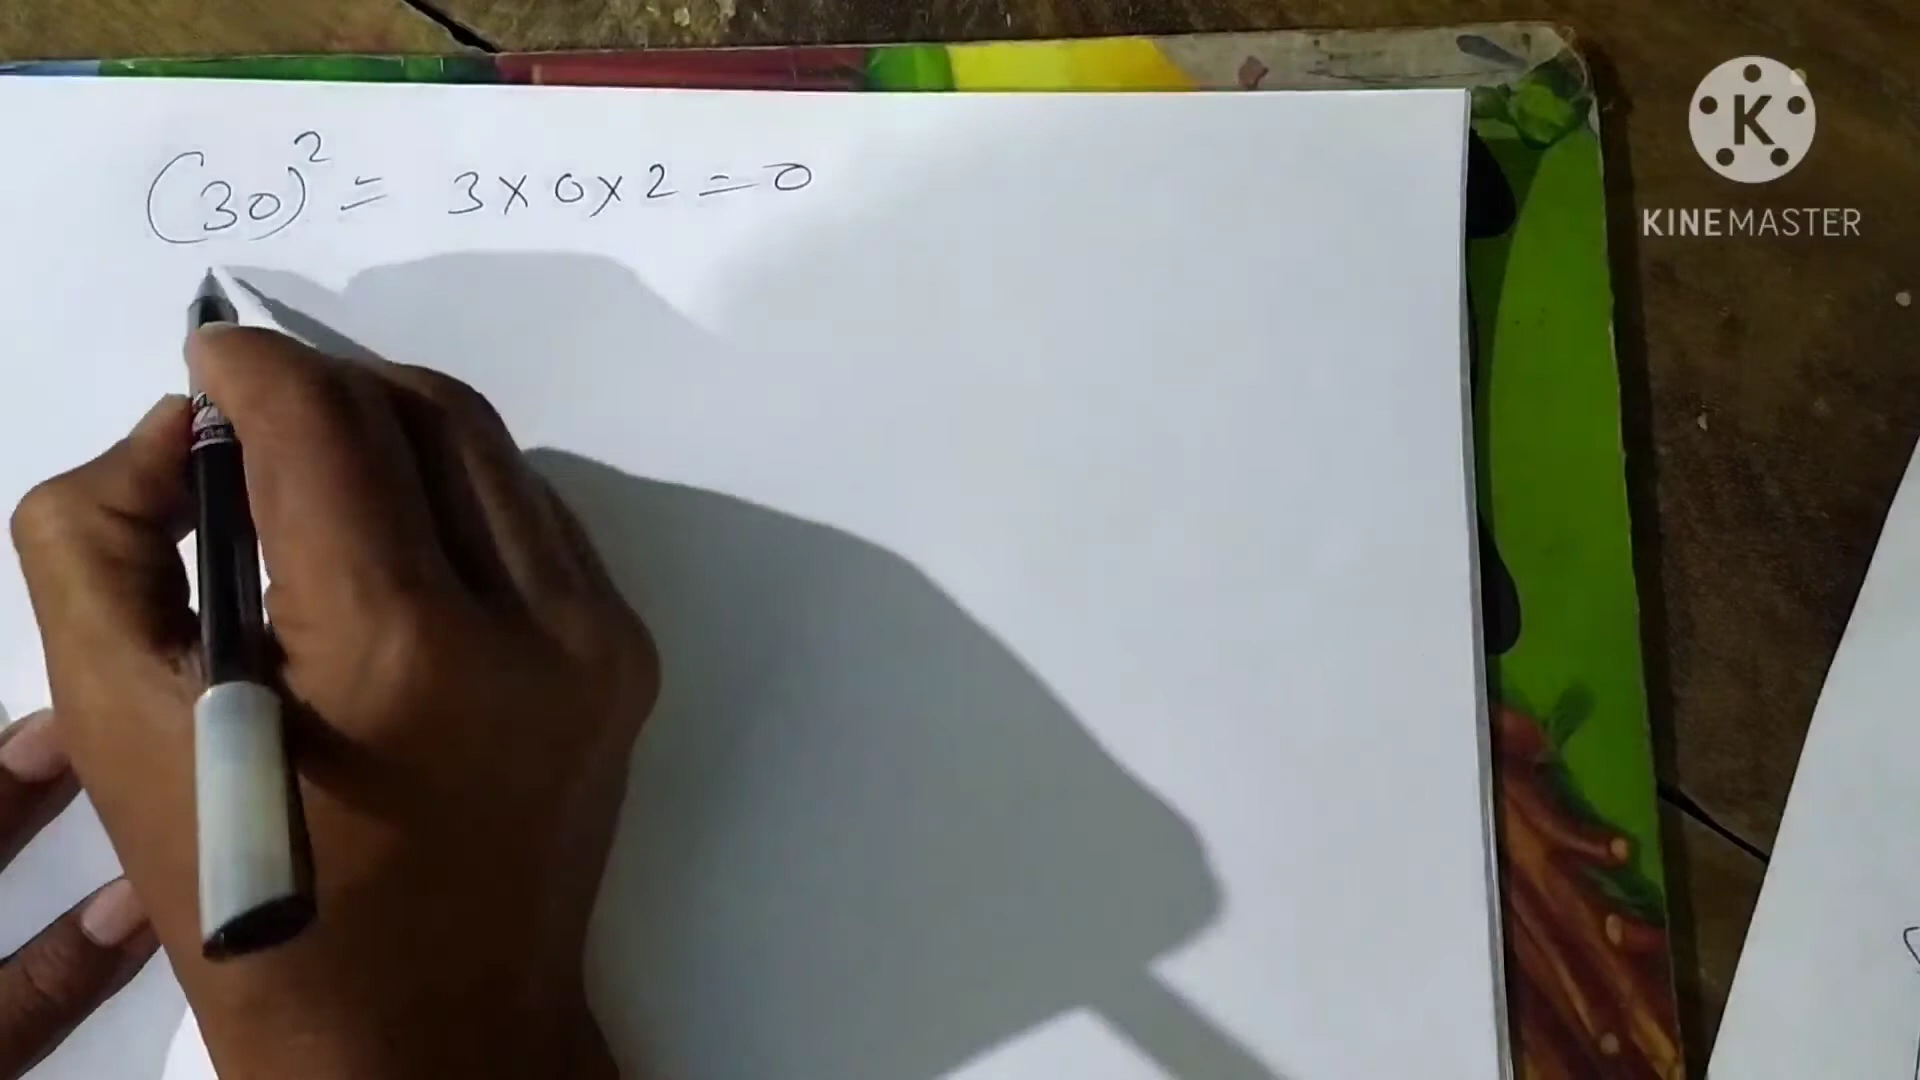 (30)² = 3 × 0 × 2 = 0
K
KINEMASTER